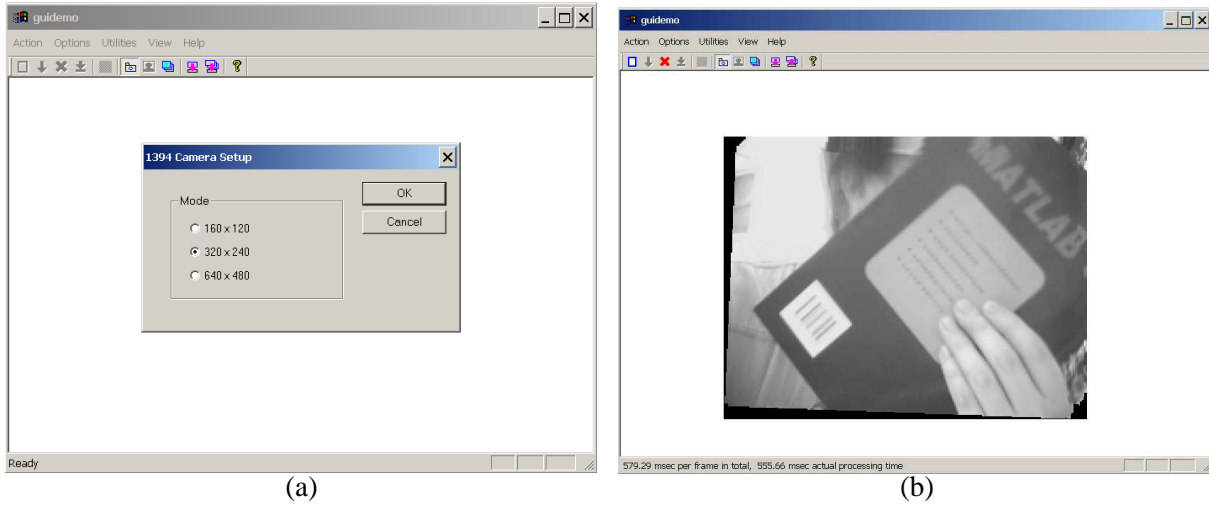 guidemo
Action Options Utilities View Help
1394 Camera Setup
Mode
160 x 120
320 x 240
640 x 480
OK
Cancel
Ready
(a)
guidemo
Action Options Utilities View Help
MATLAB
579.29 msec per frame in total, 555.66 msec actual processing time
(b)